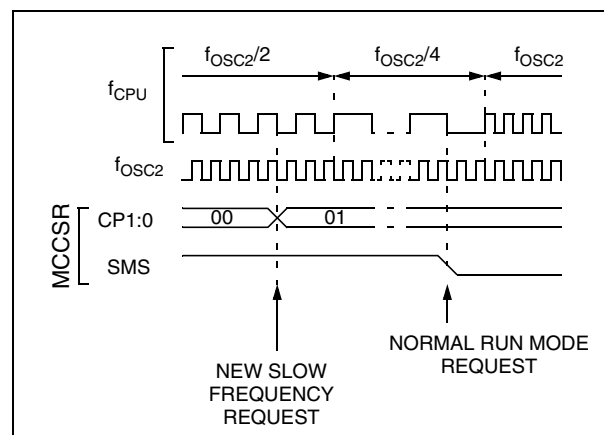 fOSC2/2 fOSC2/4 fOSC2
fCPU
fOSC2
MCCSR
CP1:0 00 01
SMS
NEW SLOW
FREQUENCY
REQUEST
NORMAL RUN MODE
REQUEST